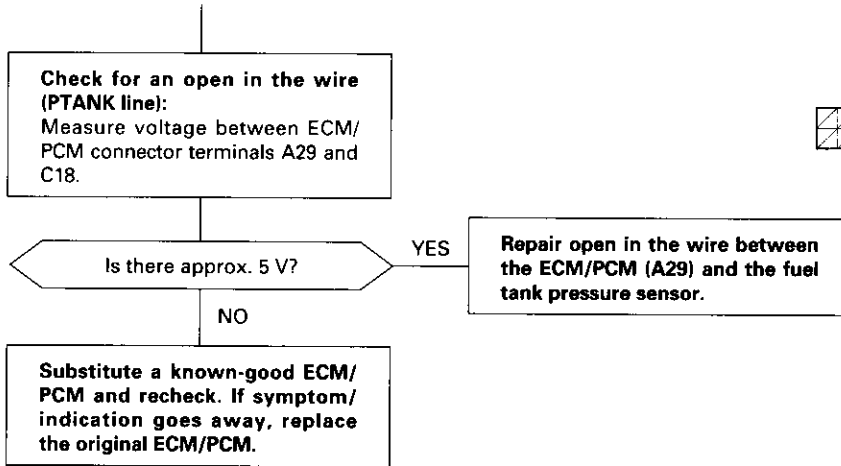 Check for an open in the wire
(PTANK line):
Measure voltage between ECM/
PCM connector terminals A29 and
C18.
Is there approx. 5 V?
YES
Repair open in the wire between
the ECM/PCM (A29) and the fuel
tank pressure sensor.
NO
Substitute a known-good ECM/
PCM and recheck. If symptom/
indication goes away, replace
the original ECM/PCM.